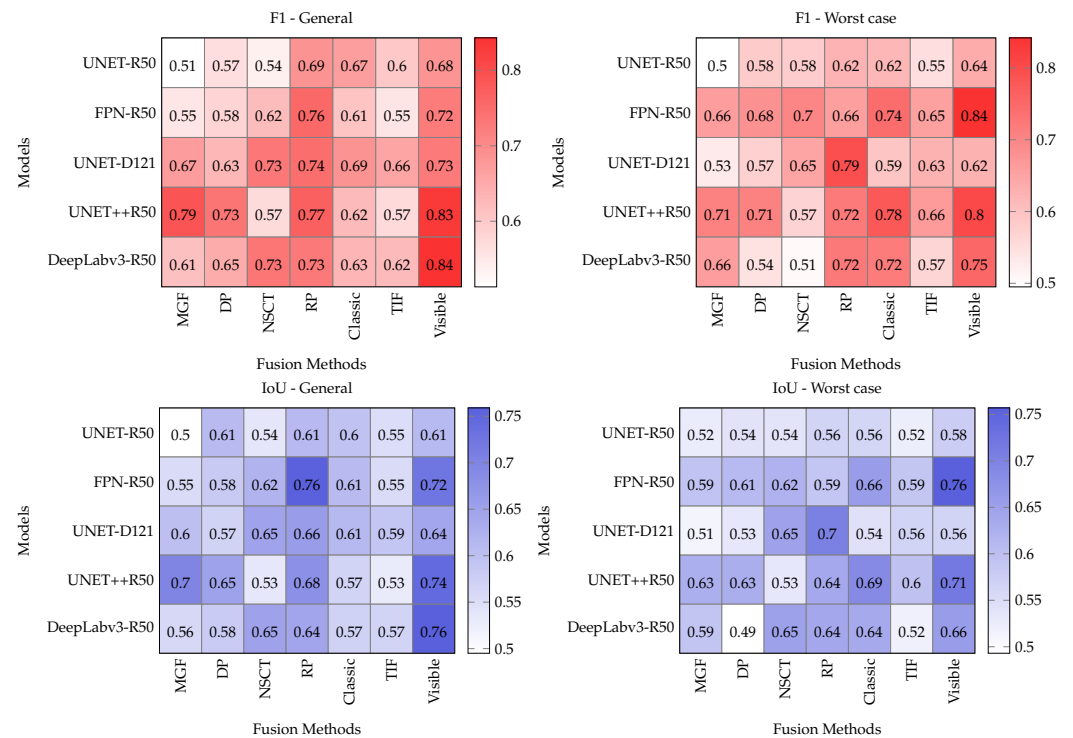 F1 - General
UNET-R50 0.51 0.57 0.54 0.69 0.67 0.6 0.68
FPN-R50 0.55 0.58 0.62 0.76 0.61 0.55 0.72
UNET-D121 0.67 0.63 0.73 0.74 0.69 0.66 0.73
UNET++R50 0.79 0.73 0.57 0.77 0.62 0.57 0.83
DeepLabv3-R50 0.61 0.65 0.73 0.73 0.63 0.62 0.84
MGF DP NSCT RP Classic TIF Visible
Fusion Methods
Models
0.8
0.7
0.6
F1 - Worst case
UNET-R50 0.5 0.58 0.58 0.62 0.62 0.55 0.64
FPN-R50 0.66 0.68 0.7 0.66 0.74 0.65 0.84
UNET-D121 0.53 0.57 0.65 0.79 0.59 0.63 0.62
UNET++R50 0.71 0.71 0.57 0.72 0.78 0.66 0.8
DeepLabv3-R50 0.66 0.54 0.51 0.72 0.72 0.57 0.75
MGF DP NSCT RP Classic TIF Visible
Fusion Methods
Models
0.8
0.7
0.6
0.5
IoU - General
UNET-R50 0.5 0.61 0.54 0.61 0.6 0.55 0.61
FPN-R50 0.55 0.58 0.62 0.76 0.61 0.55 0.72
UNET-D121 0.6 0.57 0.65 0.66 0.61 0.59 0.64
UNET++R50 0.7 0.65 0.53 0.68 0.57 0.53 0.74
DeepLabv3-R50 0.56 0.58 0.65 0.64 0.57 0.57 0.76
MGF DP NSCT RP Classic TIF Visible
Fusion Methods
Models
0.75
0.7
0.65
0.6
0.55
0.5
IoU - Worst case
UNET-R50 0.52 0.54 0.54 0.56 0.56 0.52 0.58
FPN-R50 0.59 0.61 0.62 0.59 0.66 0.59 0.76
UNET-D121 0.51 0.53 0.65 0.7 0.54 0.56 0.56
UNET++R50 0.63 0.63 0.53 0.64 0.69 0.6 0.71
DeepLabv3-R50 0.59 0.49 0.65 0.64 0.64 0.52 0.66
MGF DP NSCT RP Classic TIF Visible
Fusion Methods
Models
0.75
0.7
0.65
0.6
0.55
0.5